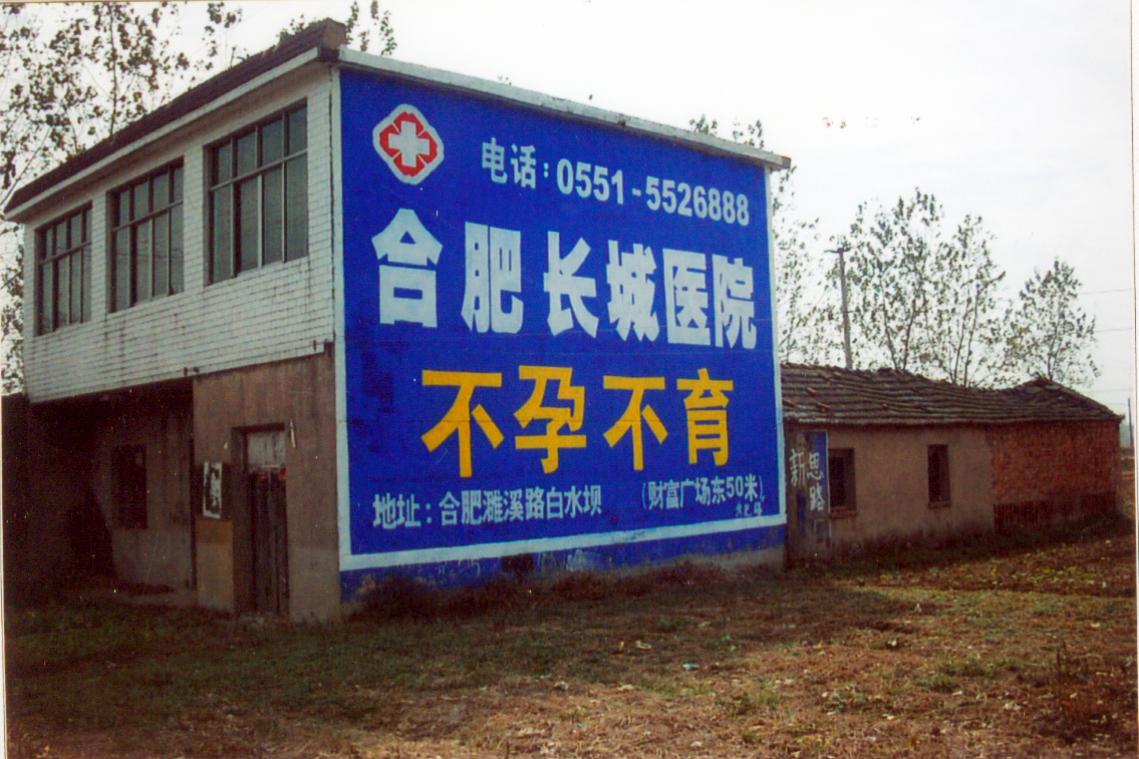 电话:0551-5526888
合肥长城医院
不孕不育
地址:合肥濉溪路白水坝 (财富广场东50米)
新思路